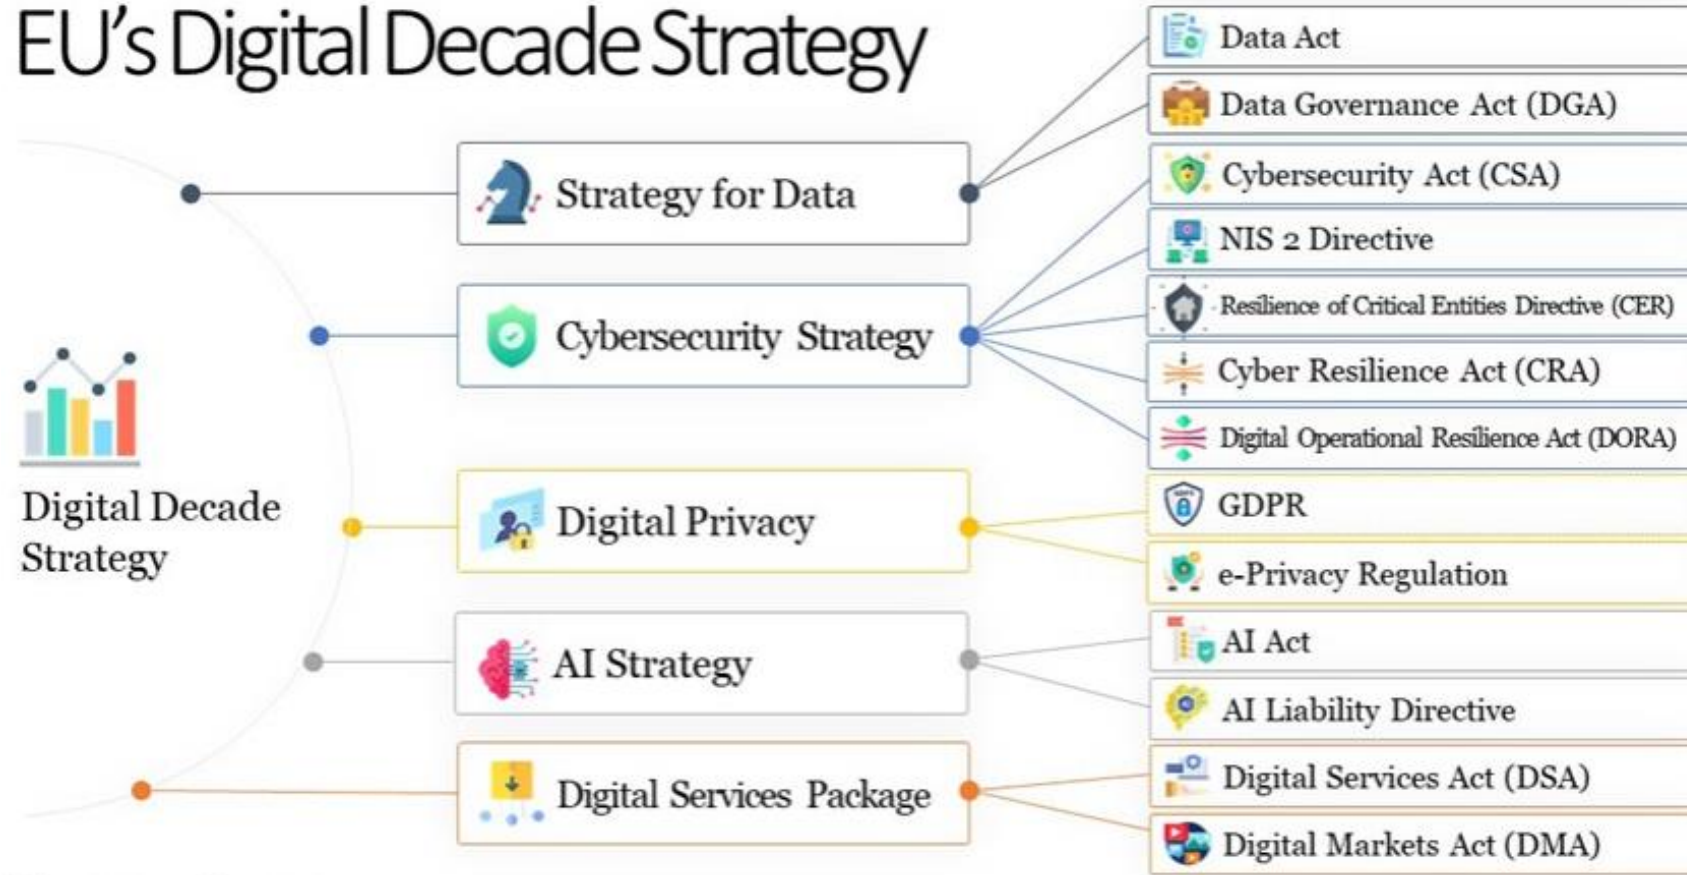 EU's Digital Decade Strategy
Digital Decade
Strategy
Strategy for Data
Cybersecurity Strategy
Digital Privacy
AI Strategy
Digital Services Package
Data Act
Data Governance Act (DGA)
Cybersecurity Act (CSA)
NIS 2 Directive
Resilience of Critical Entities Directive (CER)
Cyber Resilience Act (CRA)
Digital Operational Resilience Act (DORA)
GDPR
e-Privacy Regulation
AI Act
AI Liability Directive
Digital Services Act (DSA)
Digital Markets Act (DMA)